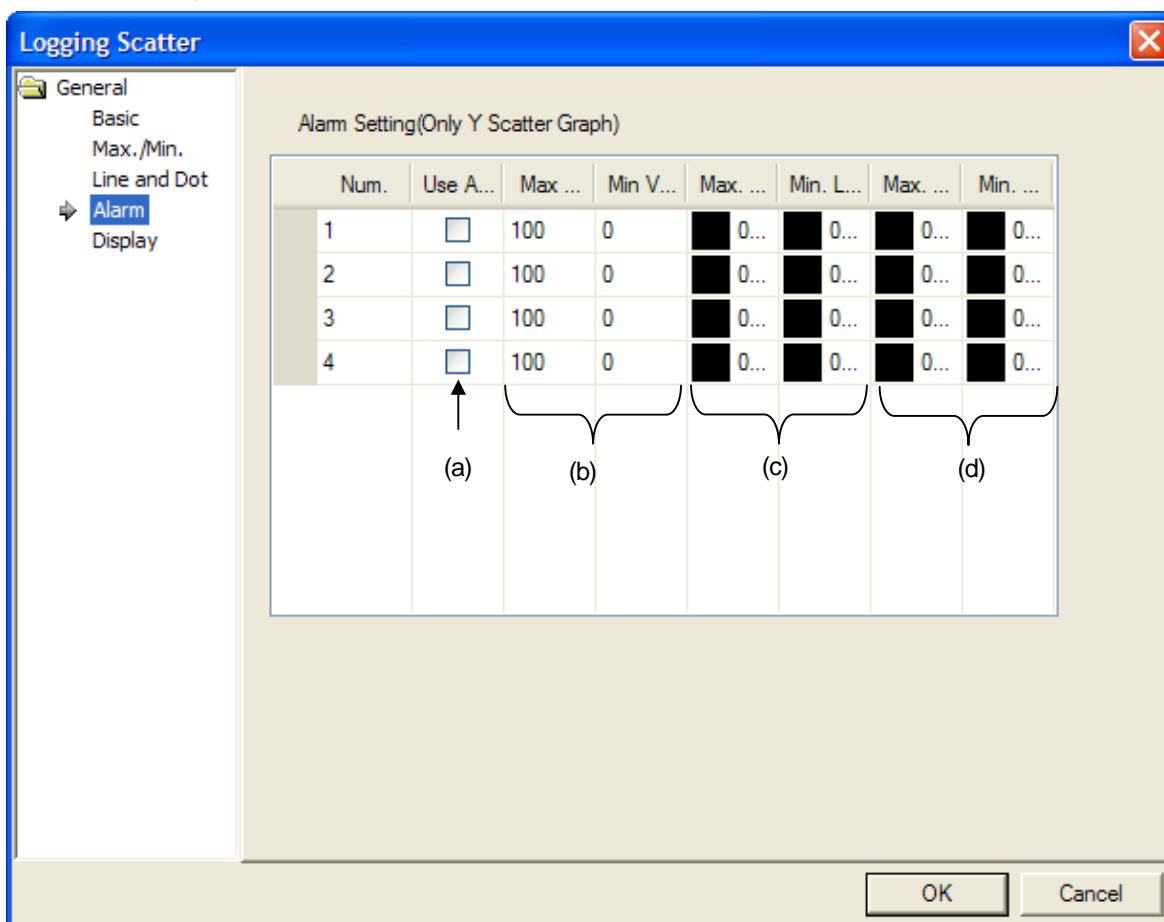 Logging Scatter
General
Basic
Max./Min.
Line and Dot
Alarm
Display
Alarm Setting(Only Y Scatter Graph)
Num. Use A... Max ... Min V... Max. ... Min. L... Max. ... Min. ...
1 100 0 0... 0... 0... 0...
2 100 0 0... 0... 0... 0...
3 100 0 0... 0... 0... 0...
4 100 0 0... 0... 0... 0...
(a) (b) (c) (d)
OK Cancel